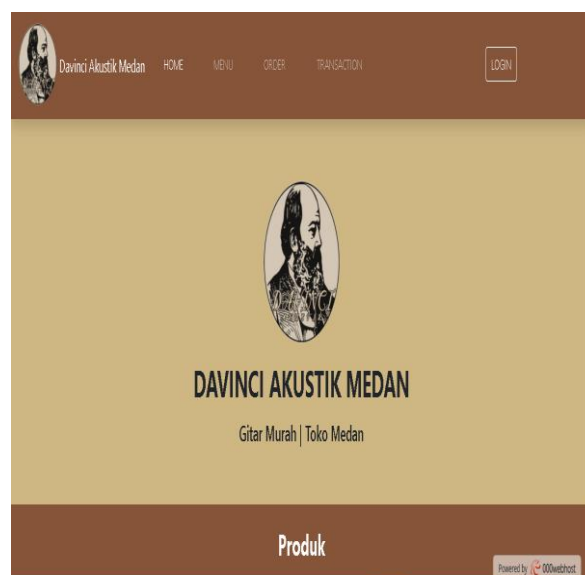 Davinci Akustik Medan HOME MENU ORDER TRANSACTION LOGIN
DAVINCI AKUSTIK MEDAN
Gitar Murah | Toko Medan
Produk
Powered by 000webhost